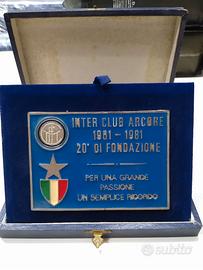 INTER CLUB ARCORE
1961 - 1981
20° DI FONDAZIONE
PER UNA GRANDE
PASSIONE
UN SEMPLICE RICORDO
subito